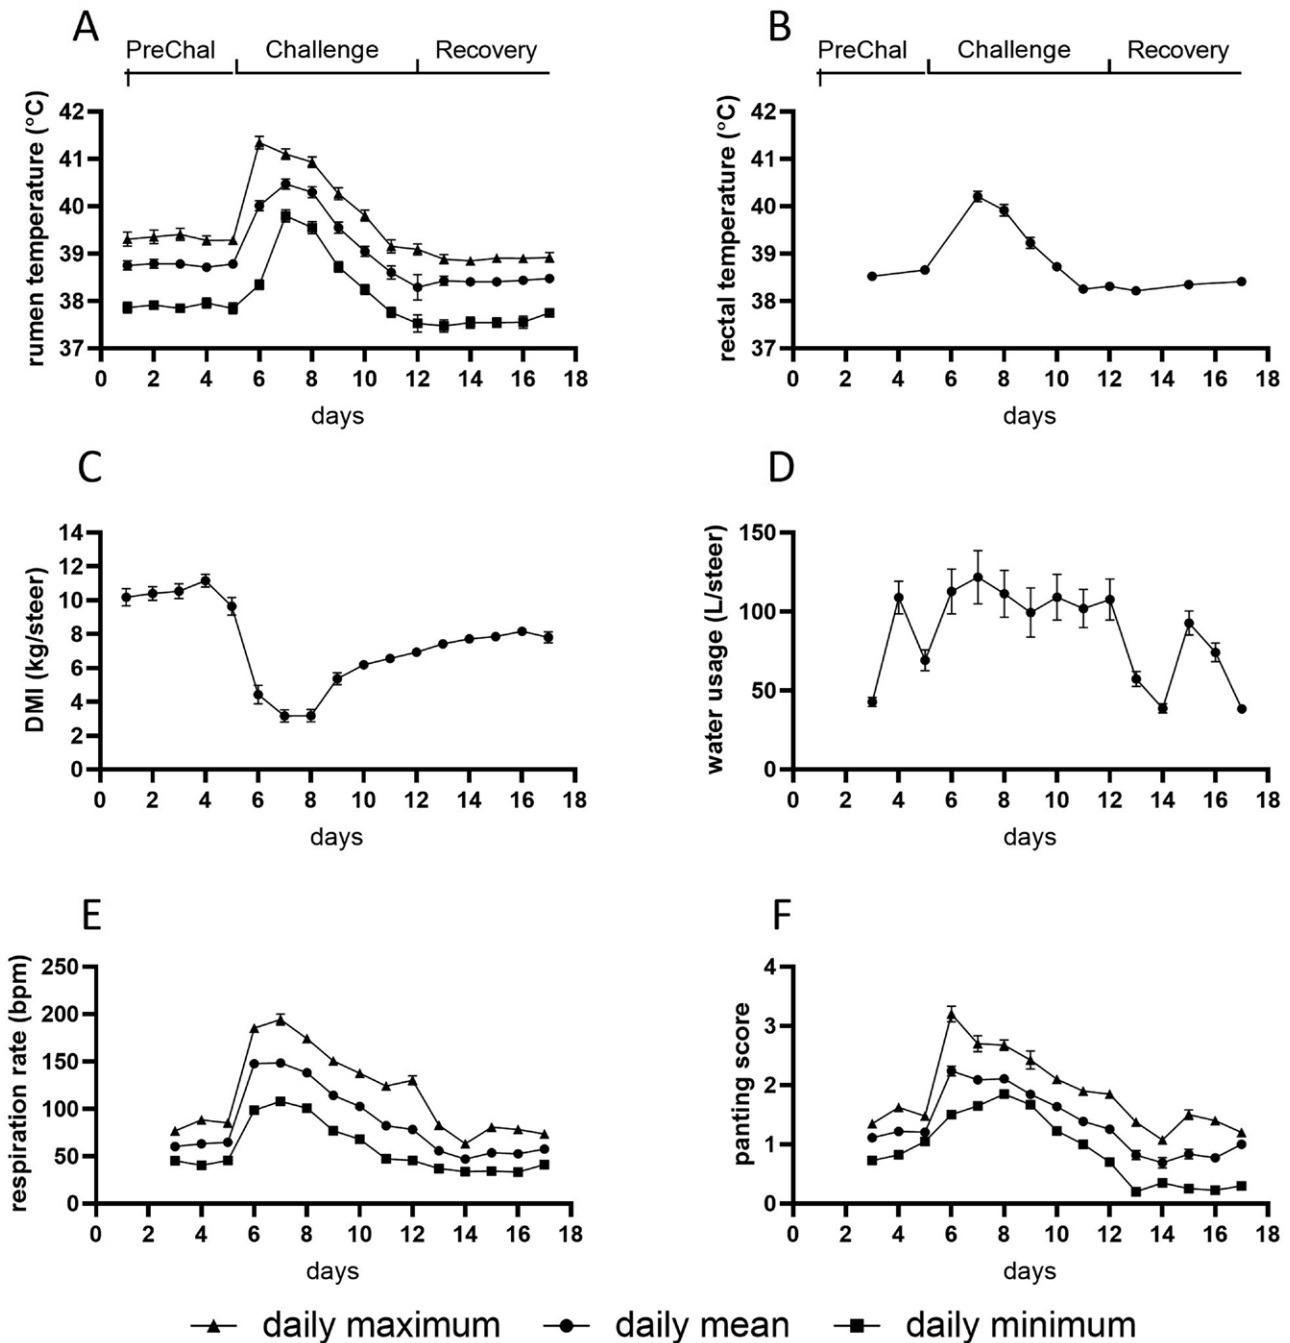 A
PreChal Challenge Recovery
rumen temperature (°C)
42
41
40
39
38
37
0 2 4 6 8 10 12 14 16 18
days
B
PreChal Challenge Recovery
rectal temperature (°C)
42
41
40
39
38
37
0 2 4 6 8 10 12 14 16 18
days
C
DMI (kg/steer)
14
12
10
8
6
4
2
0
0 2 4 6 8 10 12 14 16 18
days
D
water usage (L/steer)
150
100
50
0
0 2 4 6 8 10 12 14 16 18
days
E
respiration rate (bpm)
250
200
150
100
50
0
0 2 4 6 8 10 12 14 16 18
days
F
panting score
4
3
2
1
0
0 2 4 6 8 10 12 14 16 18
days
daily maximum daily mean daily minimum